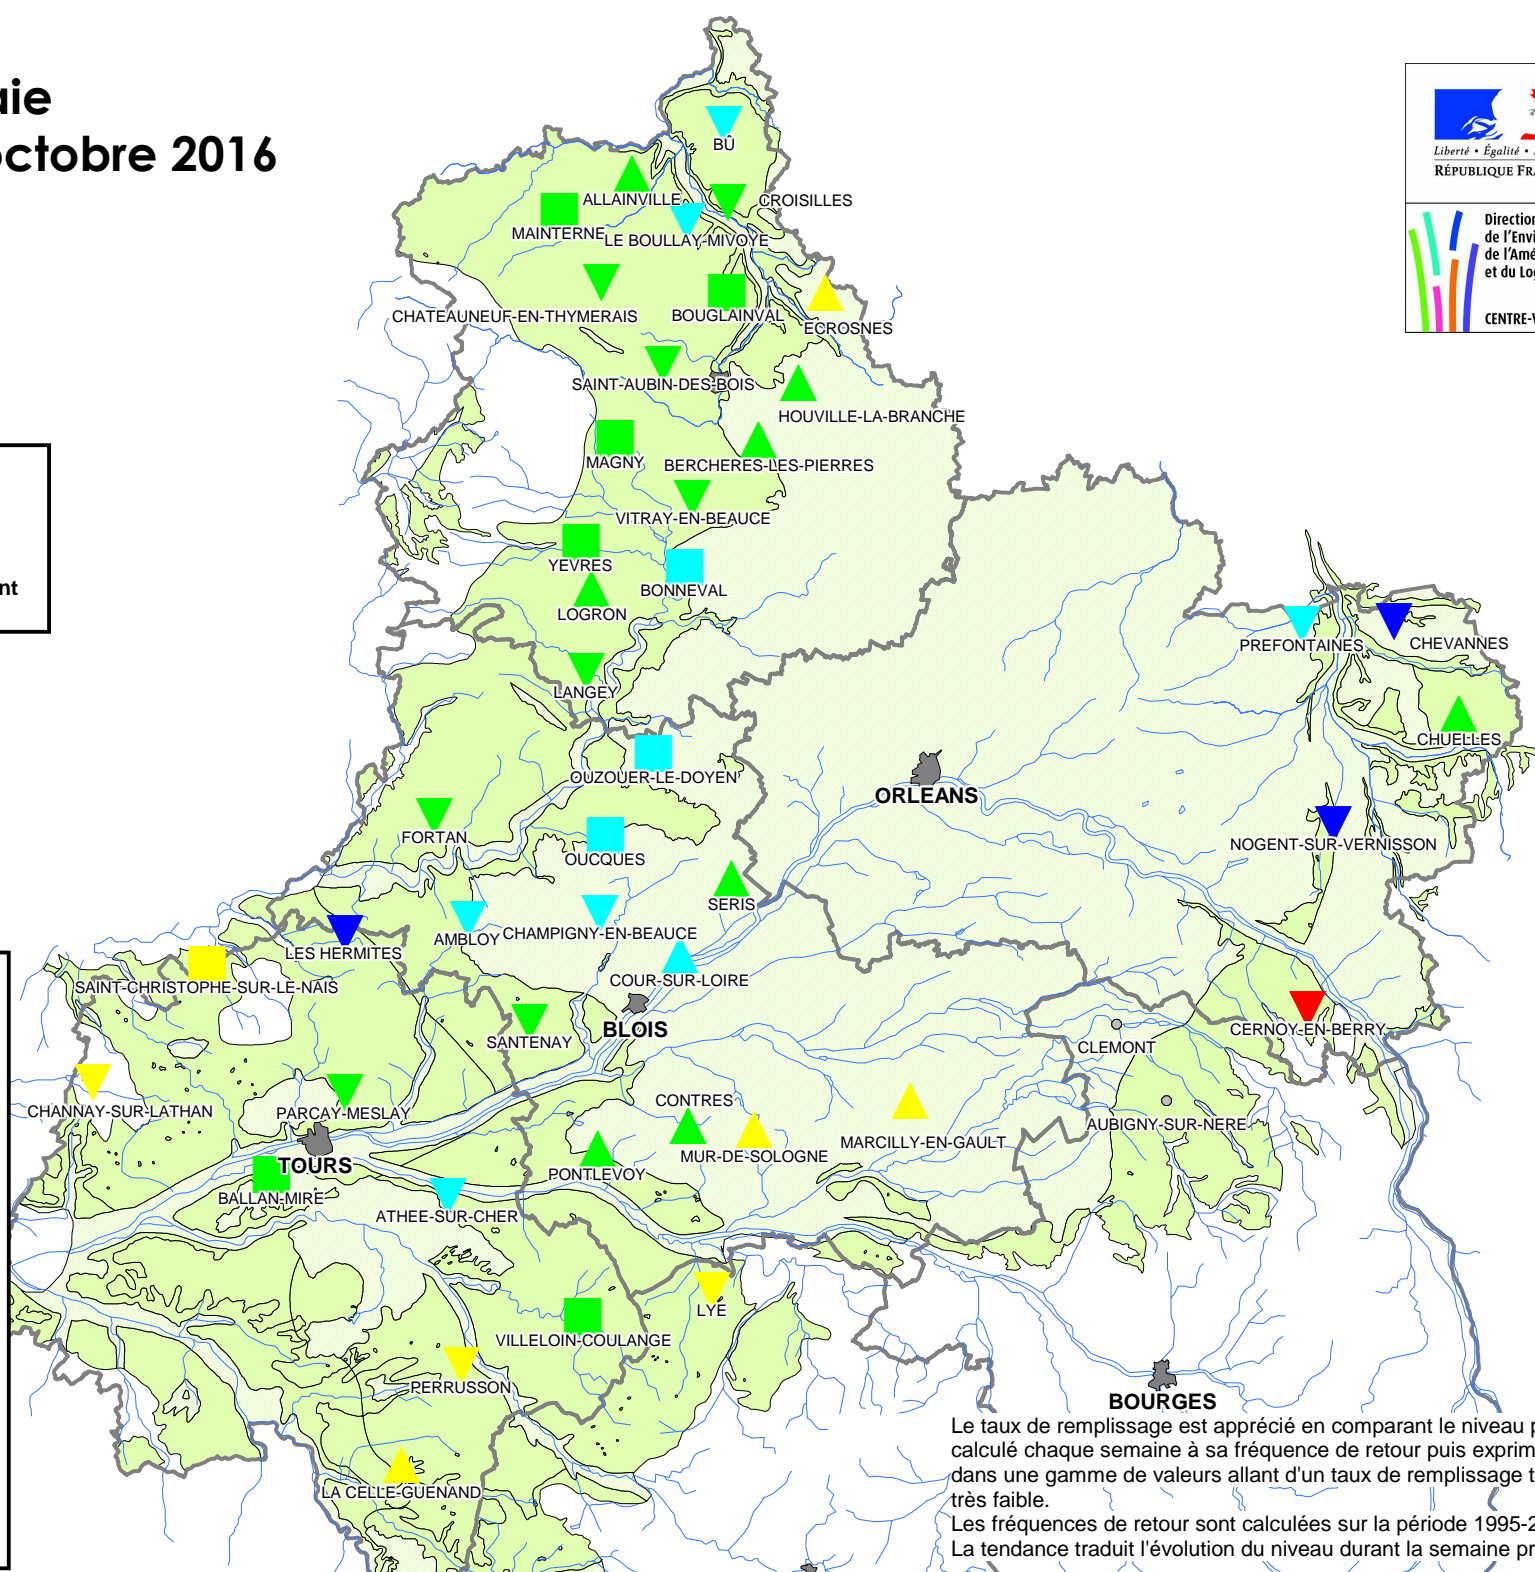 aie
octobre 2016
Liberté • Égalité •
RÉPUBLIQUE
Direction
de l'Envi
de l'Amé
et du Lo
nt
BÛ
ALLAINVILLE
CROISILLES
MAINTERNE
LE BOULLAY-MIVOYE
CHATEAUNEUF-EN-THYMERAIS
BOUGLAINVAL
ECROSNES
SAINT-AUBIN-DES-BOIS
HOUVILLE-LA-BRANCHE
MAGNY
BERCHERES-LES-PIERRES
VITRAY-EN-BEAUCE
YEVRES
BONNEVAL
LOGRON
PREFONTAINES
CHEVANNES
LANGEY
CHUELLES
OUZOUER-LE-DOYEN
ORLEANS
FORTAN
OUCQUES
NOGENT-SUR-VERNISSON
SERIS
AMBLOY
CHAMPIGNY-EN-BEAUCE
LES HERMITES
COUR-SUR-LOIRE
SAINT-CHRISTOPHE-SUR-LE-NAIS
BLOIS
CERNOY-EN-BERRY
SANTENAY
CLEMONT
CHANNAY-SUR-LATHAN
PARCAY-MESLAY
CONTRES
AUBIGNY-SUR-NERE
MARCILLY-EN-GAULT
MUR-DE-SOLOGNE
TOURS
PONTLEVOY
BALLAN-MIRE
ATHEE-SUR-CHER
LYE
VILLELOIN-COULANGE
PERRUSSON
BOURGES
LA CELLE-GUENAND
Le taux de remplissage est apprécié en comparant le niveau p
calculé chaque semaine à sa fréquence de retour puis exprim
dans une gamme de valeurs allant d'un taux de remplissage t
très faible.
Les fréquences de retour sont calculées sur la période 1995-2
La tendance traduit l'évolution du niveau durant la semaine pr